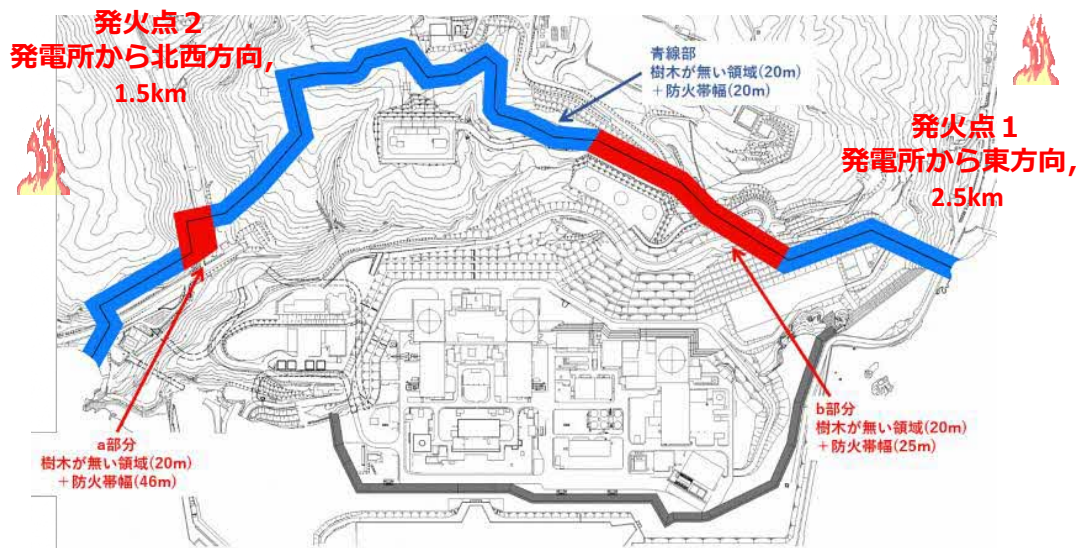 発火点２
発電所から北西方向,
1.5km
青線部
樹木が無い領域(20m)
＋防火帯幅(20m)
発火点１
発電所から東方向,
2.5km
a部分
樹木が無い領域(20m)
＋防火帯幅(46m)
b部分
樹木が無い領域(20m)
＋防火帯幅(25m)